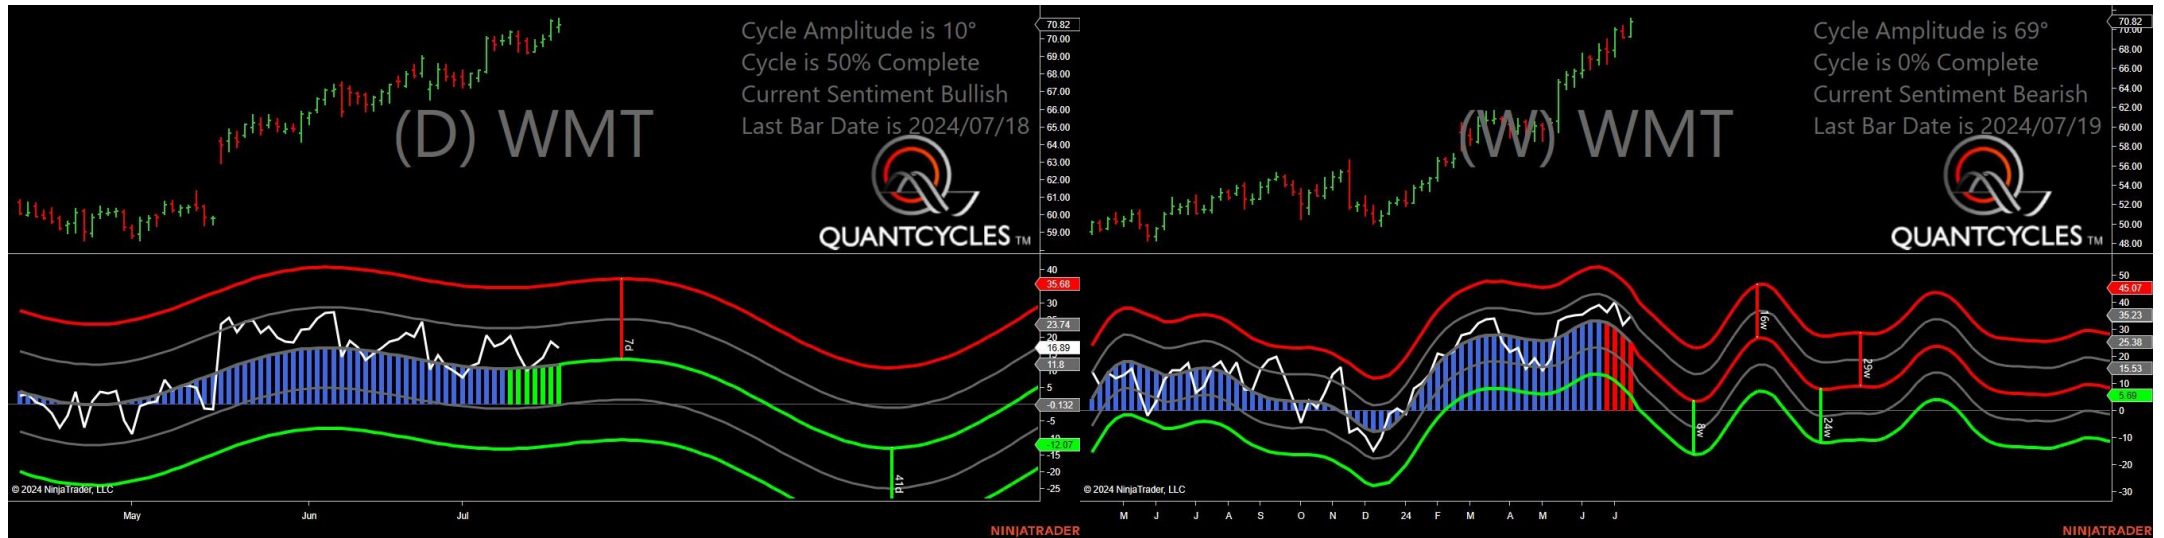 Cycle Amplitude is 10°
Cycle is 50% Complete
Current Sentiment Bullish
Last Bar Date is 2024/07/18
(D) WMT
QUANTCYCLES TM
70.82
70.00
69.00
68.00
67.00
66.00
65.00
64.00
63.00
62.00
61.00
60.00
59.00
40
35.68
30
23.74
16.89
11.8
5
-0.132
-5
-12.07
-15
-20
-25
7d
41d
© 2024 NinjaTrader, LLC
May Jun Jul
NINJATRADER
Cycle Amplitude is 69°
Cycle is 0% Complete
Current Sentiment Bearish
Last Bar Date is 2024/07/19
(W) WMT
QUANTCYCLES TM
70.82
70.00
68.00
66.00
64.00
62.00
60.00
58.00
56.00
54.00
52.00
50.00
48.00
50
45.07
40
35.23
30
25.38
20
15.53
10
5.69
0
-10
-20
-30
16w
29w
8w
24w
© 2024 NinjaTrader, LLC
M J J A S O N D 24 F M A M J J
NINJATRADER